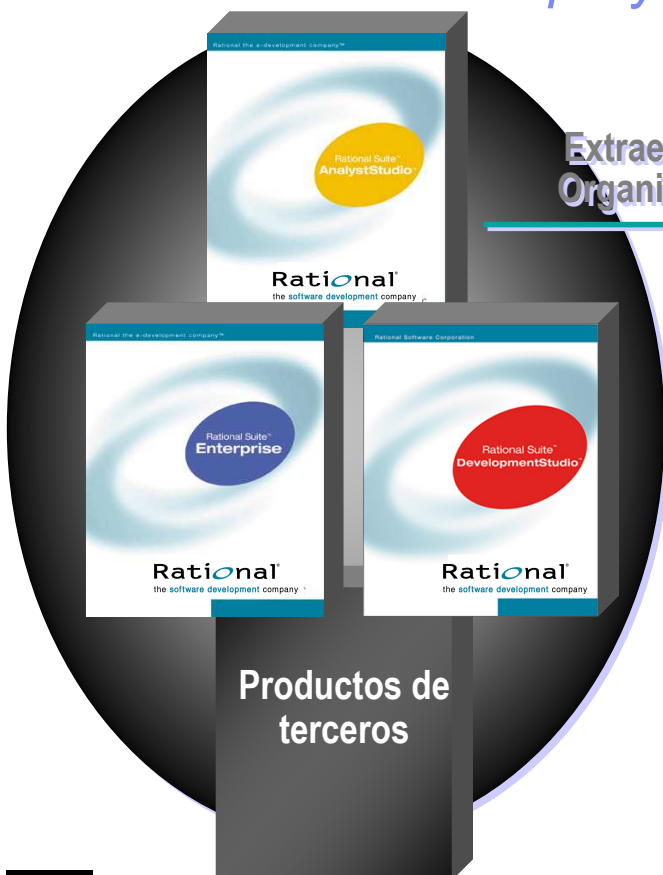 Rational the e-development company™
Extrae
Organi
Rational Suite™
AnalystStudio™
Rational®
the software development company
Rational the e-development company™
Rational Suite™
Enterprise
Rational®
the software development company
Rational Software Corporation
Rational Suite™
DevelopmentStudio™
Rational®
the software development company
Productos de
terceros